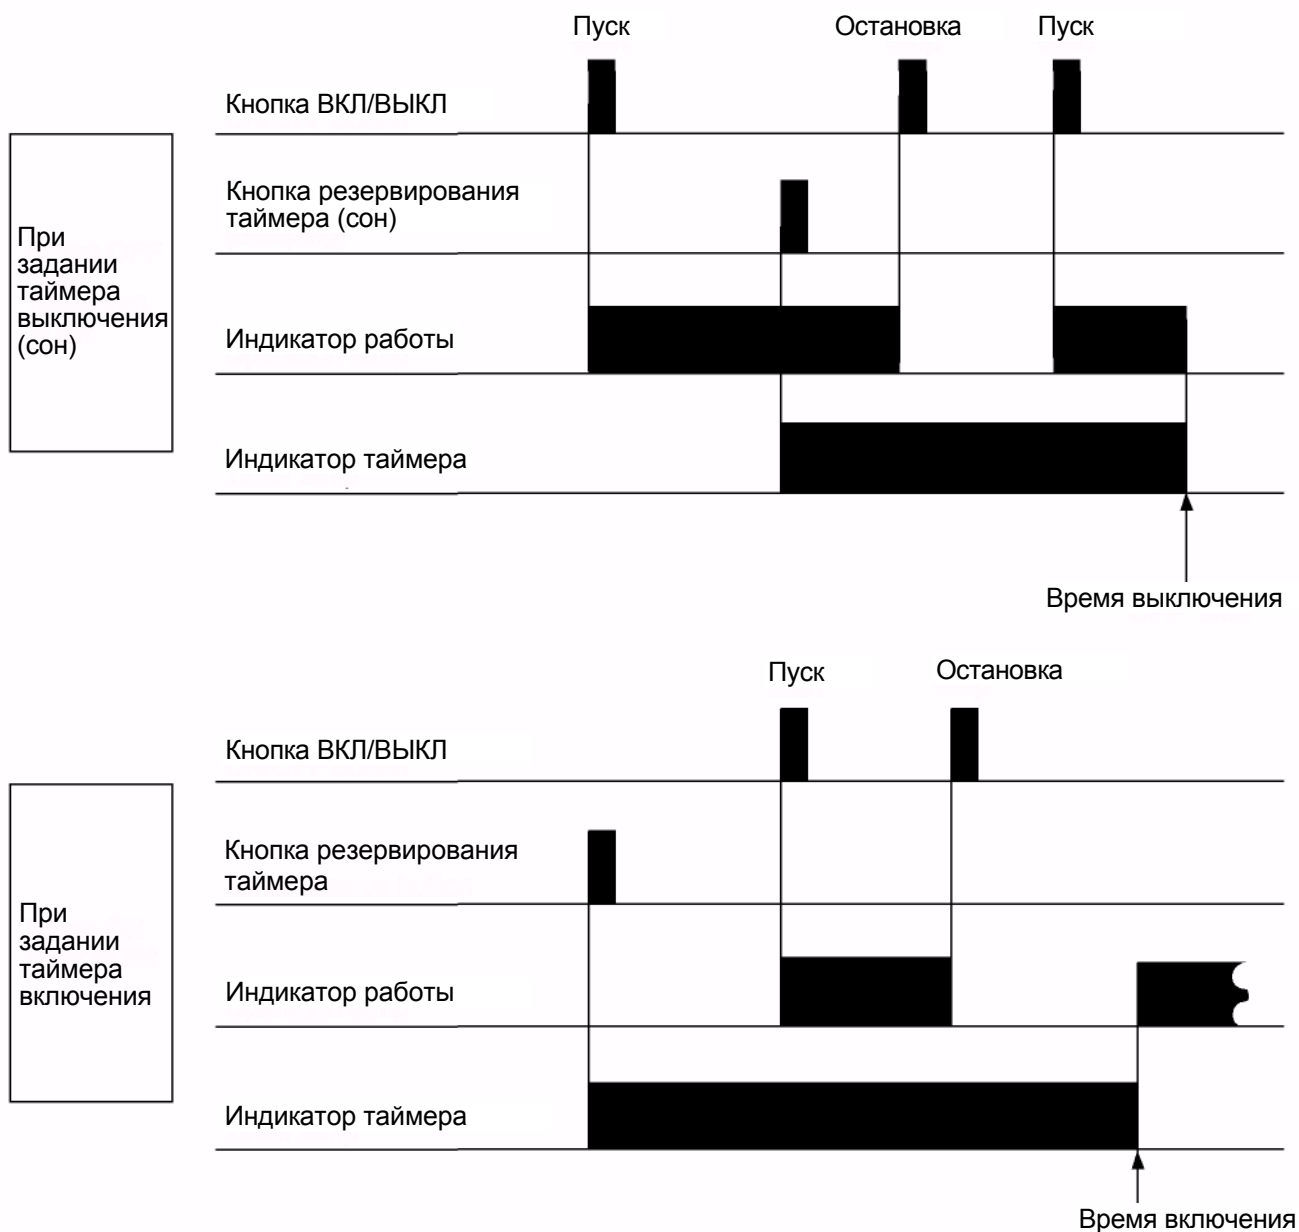 Пуск
Остановка
Пуск
Кнопка ВКЛ/ВЫКЛ
Кнопка резервирования
таймера (сон)
При
задании
таймера
выключения
(сон)
Индикатор работы
Индикатор таймера
Время выключения
Пуск
Остановка
Кнопка ВКЛ/ВЫКЛ
Кнопка резервирования
таймера
При
задании
таймера
включения
Индикатор работы
Индикатор таймера
Время включения